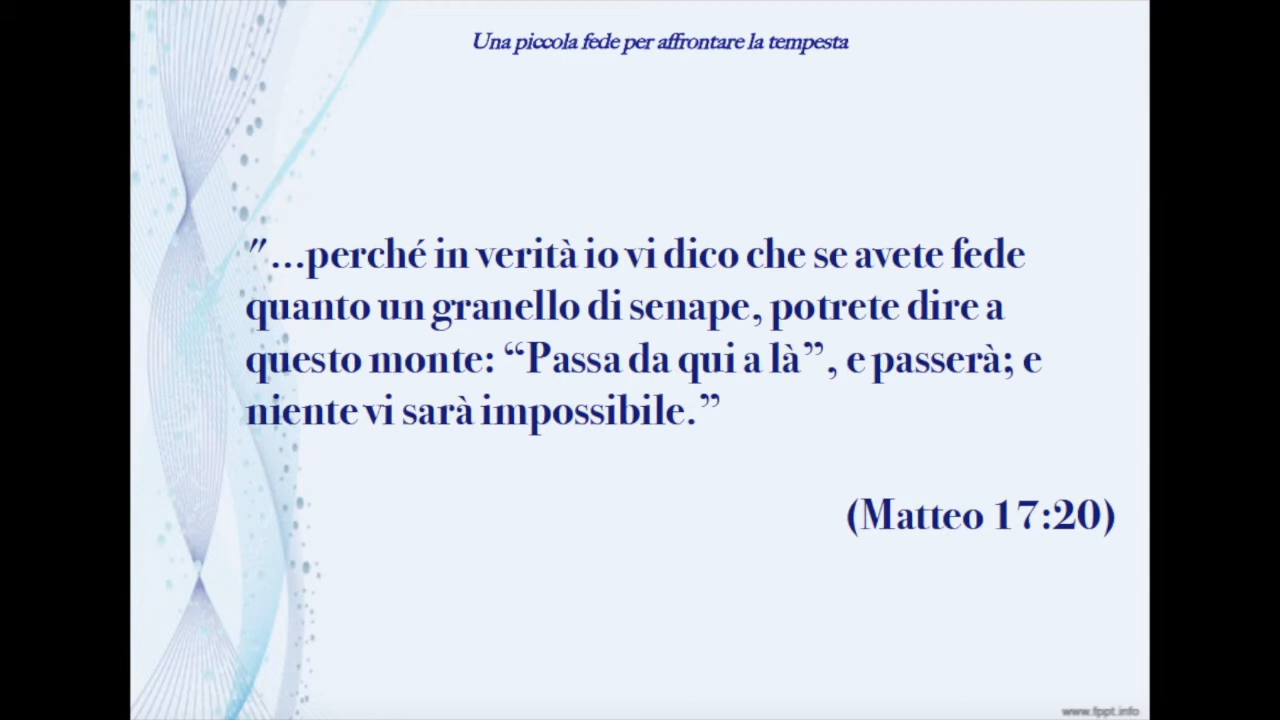 Una piccola fede per affrontare la tempesta
"...perché in verità io vi dico che se avete fede
quanto un granello di senape, potrete dire a
questo monte: “Passa da qui a là”, e passerà; e
niente vi sarà impossibile.”
(Matteo 17:20)
www.fppt.info